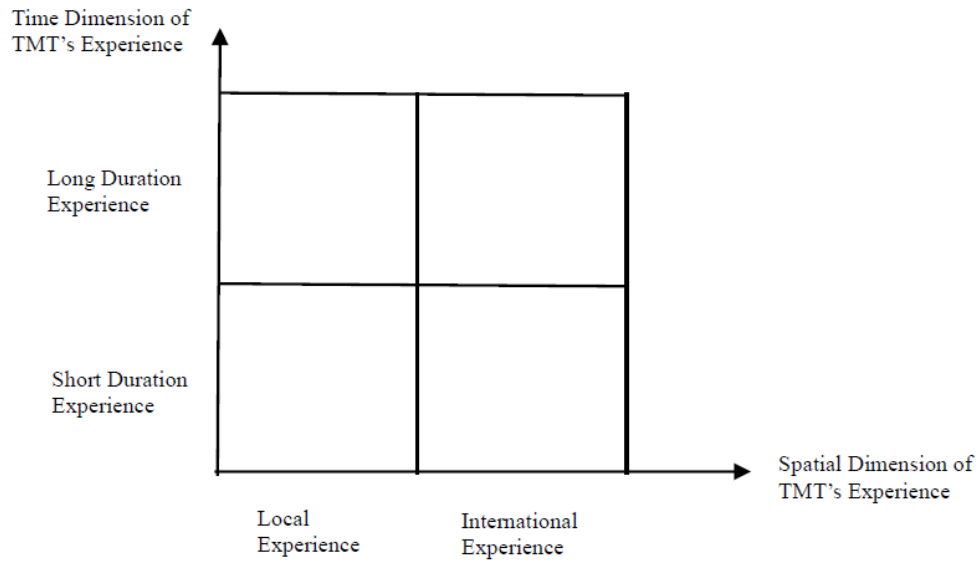 Time Dimension of
TMT's Experience
Long Duration
Experience
Short Duration
Experience
Spatial Dimension of
TMT's Experience
Local
Experience
International
Experience